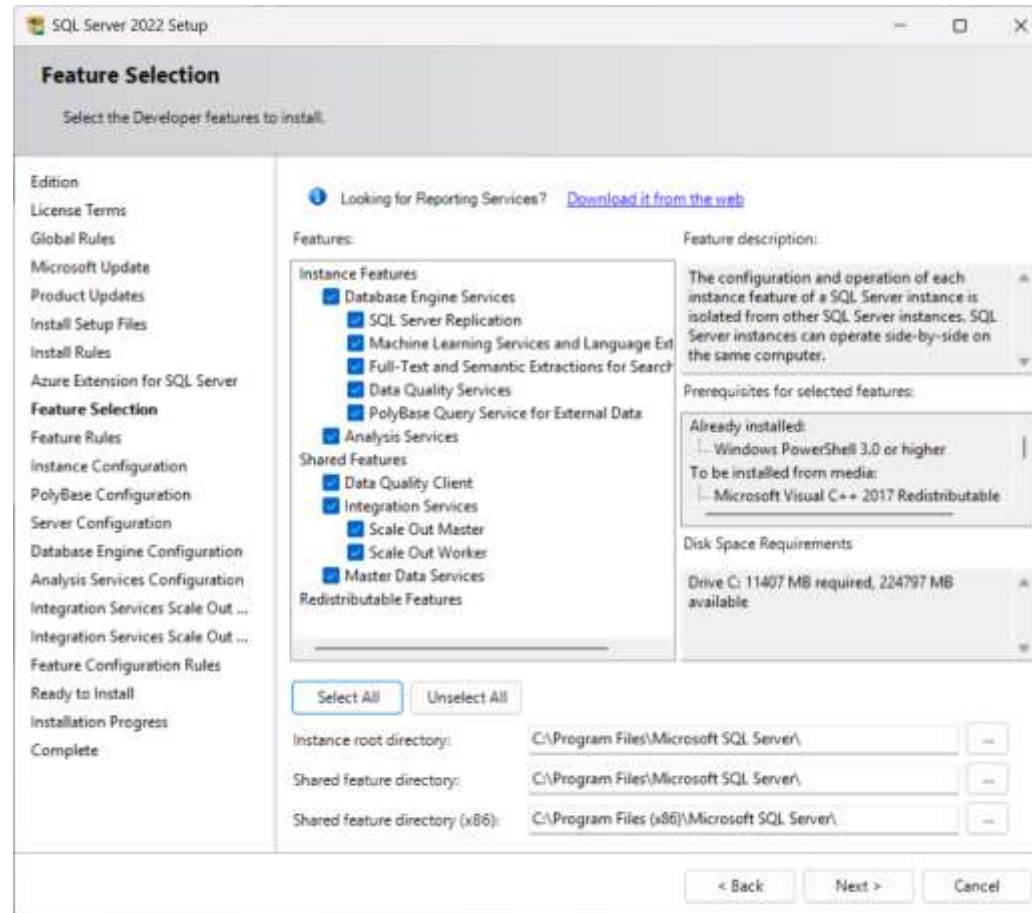 SQL Server 2022 Setup
Feature Selection
Select the Developer features to install.
Edition
License Terms
Global Rules
Microsoft Update
Product Updates
Install Setup Files
Install Rules
Azure Extension for SQL Server
Feature Selection
Feature Rules
Instance Configuration
PolyBase Configuration
Server Configuration
Database Engine Configuration
Analysis Services Configuration
Integration Services Scale Out ...
Integration Services Scale Out ...
Feature Configuration Rules
Ready to Install
Installation Progress
Complete
Looking for Reporting Services? Download it from the web
Features:
Instance Features
Database Engine Services
SQL Server Replication
Machine Learning Services and Language Ext
Full-Text and Semantic Extractions for Search
Data Quality Services
PolyBase Query Service for External Data
Analysis Services
Shared Features
Data Quality Client
Integration Services
Scale Out Master
Scale Out Worker
Master Data Services
Redistributable Features
Feature description:
The configuration and operation of each
instance feature of a SQL Server instance is
isolated from other SQL Server instances. SQL
Server instances can operate side-by-side on
the same computer.
Prerequisites for selected features:
Already installed:
Windows PowerShell 3.0 or higher
To be installed from media:
Microsoft Visual C++ 2017 Redistributable
Disk Space Requirements
Drive C: 11407 MB required, 224797 MB
available
Select All Unselect All
Instance root directory: C:\Program Files\Microsoft SQL Server\ ...
Shared feature directory: C:\Program Files\Microsoft SQL Server\ ...
Shared feature directory (x86): C:\Program Files (x86)\Microsoft SQL Server\ ...
< Back Next > Cancel